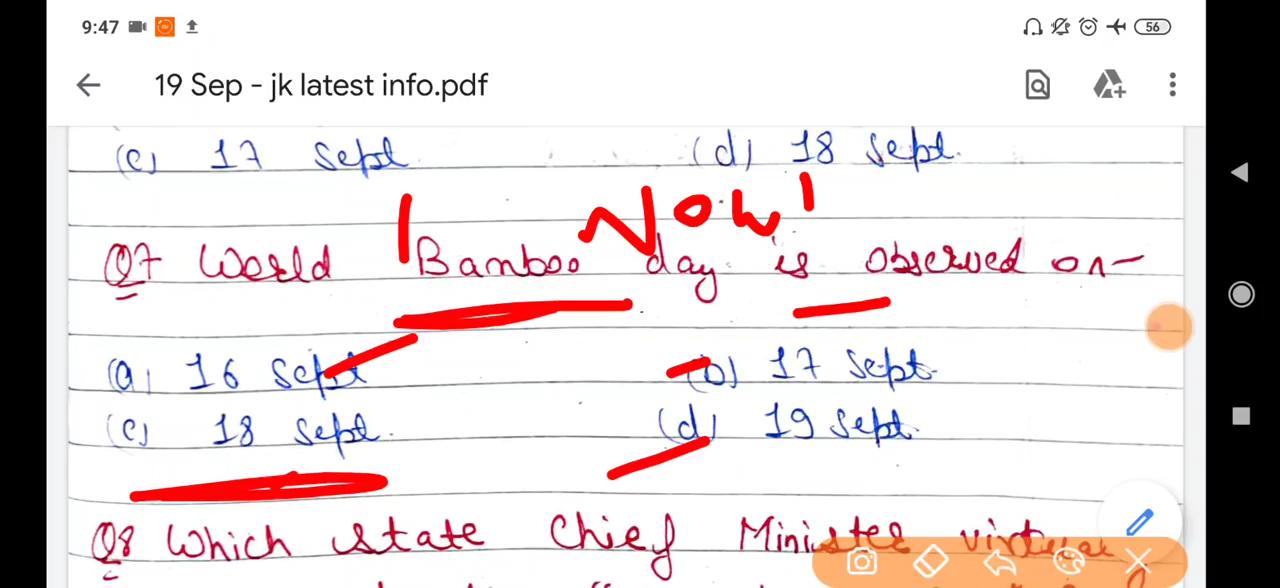 9:47
56
19 Sep - jk latest info.pdf
(c) 17 Sept (d) 18 Sept.
Now
Q7 World Bamboo day is observed on-
(a) 16 Sept (b) 17 Sept.
(c) 18 Sept. (d) 19 Sept.
Q8 Which state Chief Minister